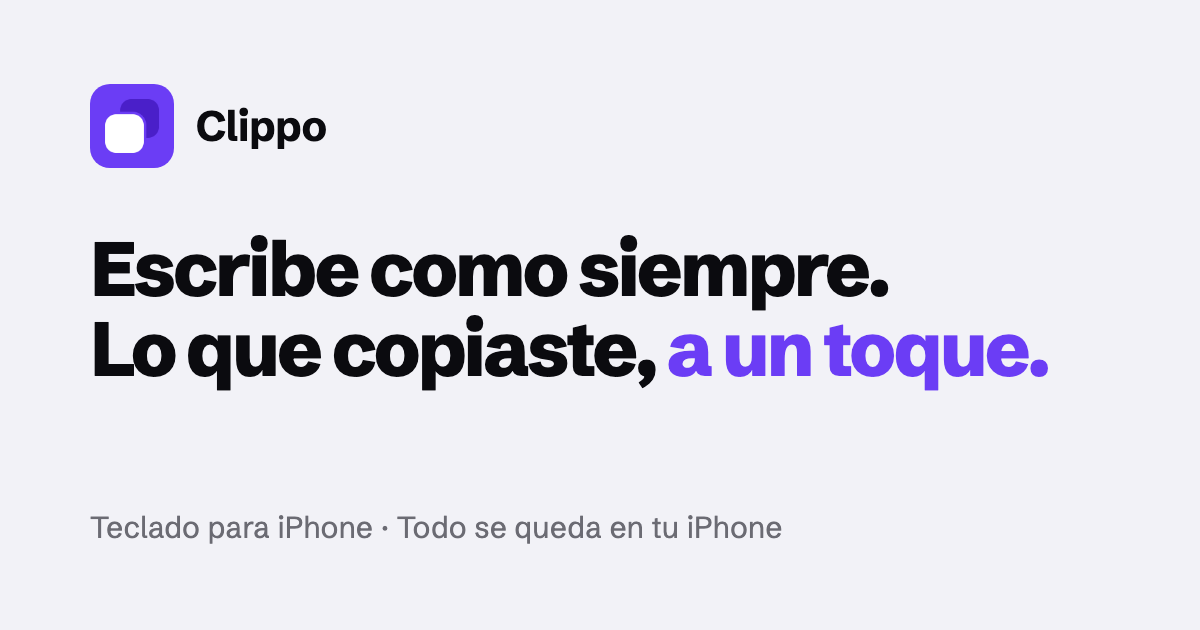 Clippo
Escribe como siempre.
Lo que copiaste, a un toque.
Teclado para iPhone · Todo se queda en tu iPhone